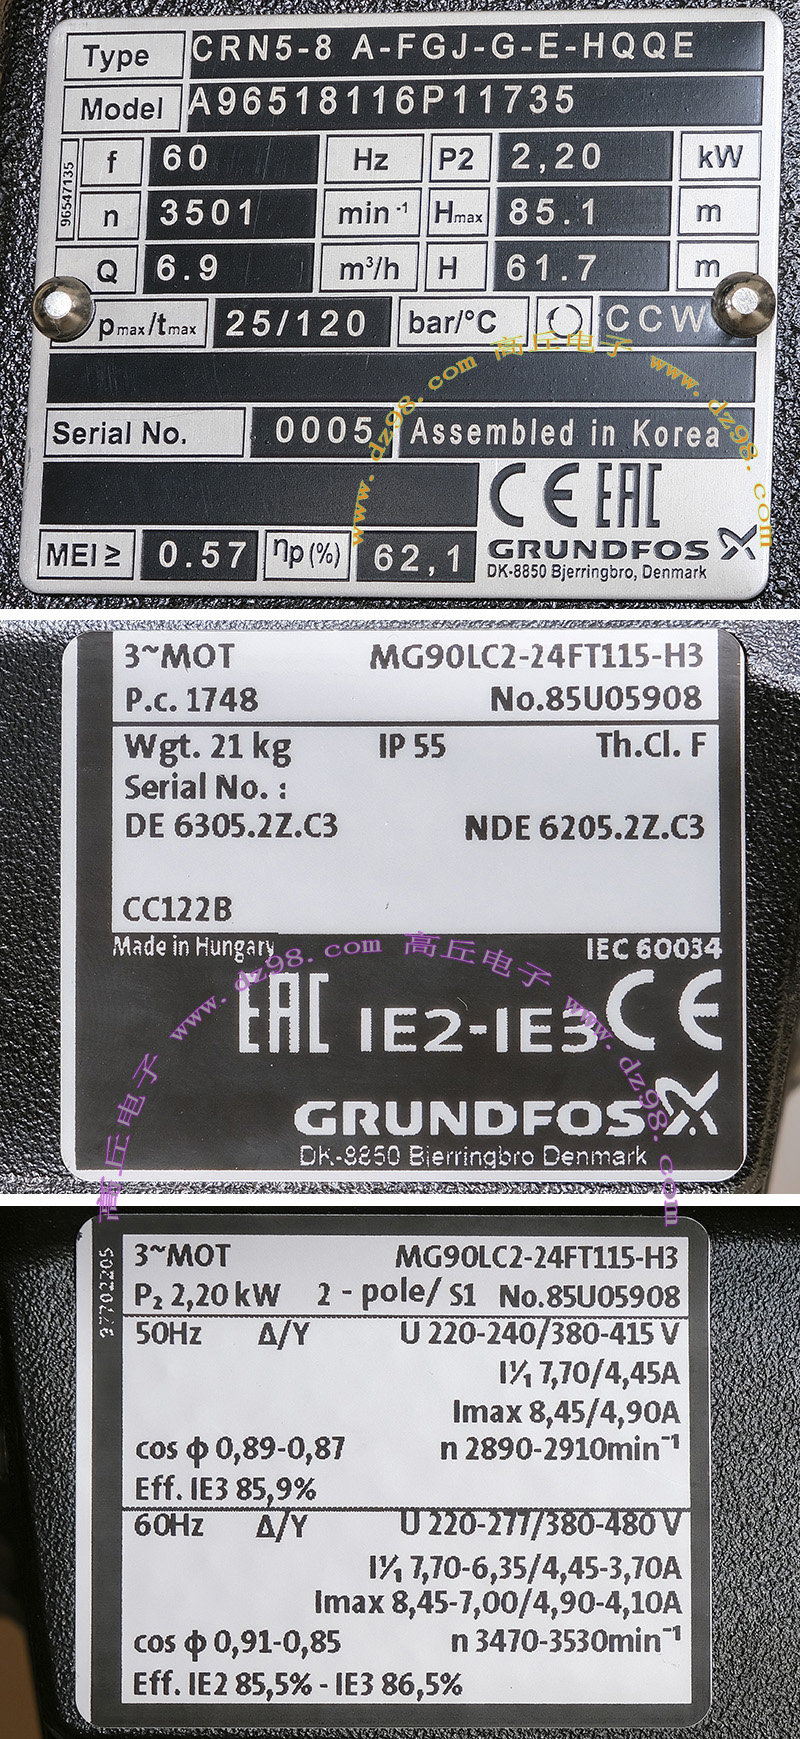 Type CRN5-8 A-FGJ-G-E-HQQE
Model A96518116P11735
96547135
f 60 Hz P2 2,20 kW
n 3501 min⁻¹ Hmax 85.1 m
Q 6.9 m³/h H 61.7 m
pmax/tmax 25/120 bar/°C CCW
www.dz98.com 高丘电子 www.dz98.com
Serial No. 0005 Assembled in Korea
CE EAC
MEI ≥ 0.57 ηp(%) 62,1
GRUNDFOS
DK-8850 Bjerringbro, Denmark
3~MOT MG90LC2-24FT115-H3
P.c. 1748 No.85U05908
Wgt. 21 kg IP 55 Th.Cl. F
Serial No. :
DE 6305.2Z.C3 NDE 6205.2Z.C3
CC122B
Made in Hungary IEC 60034
EAC IE2-IE3 CE
高丘电子 www.dz98.com 高丘电子 www.dz98.com
GRUNDFOS
DK-8850 Bjerringbro Denmark
97702205
3~MOT MG90LC2-24FT115-H3
P₂ 2,20 kW 2 - pole/ S1 No.85U05908
50Hz Δ/Y U 220-240/380-415 V
I1/1 7,70/4,45A
Imax 8,45/4,90A
cos ϕ 0,89-0,87 n 2890-2910min⁻¹
Eff. IE3 85,9%
60Hz Δ/Y U 220-277/380-480 V
I1/1 7,70-6,35/4,45-3,70A
Imax 8,45-7,00/4,90-4,10A
cos ϕ 0,91-0,85 n 3470-3530min⁻¹
Eff. IE2 85,5% - IE3 86,5%